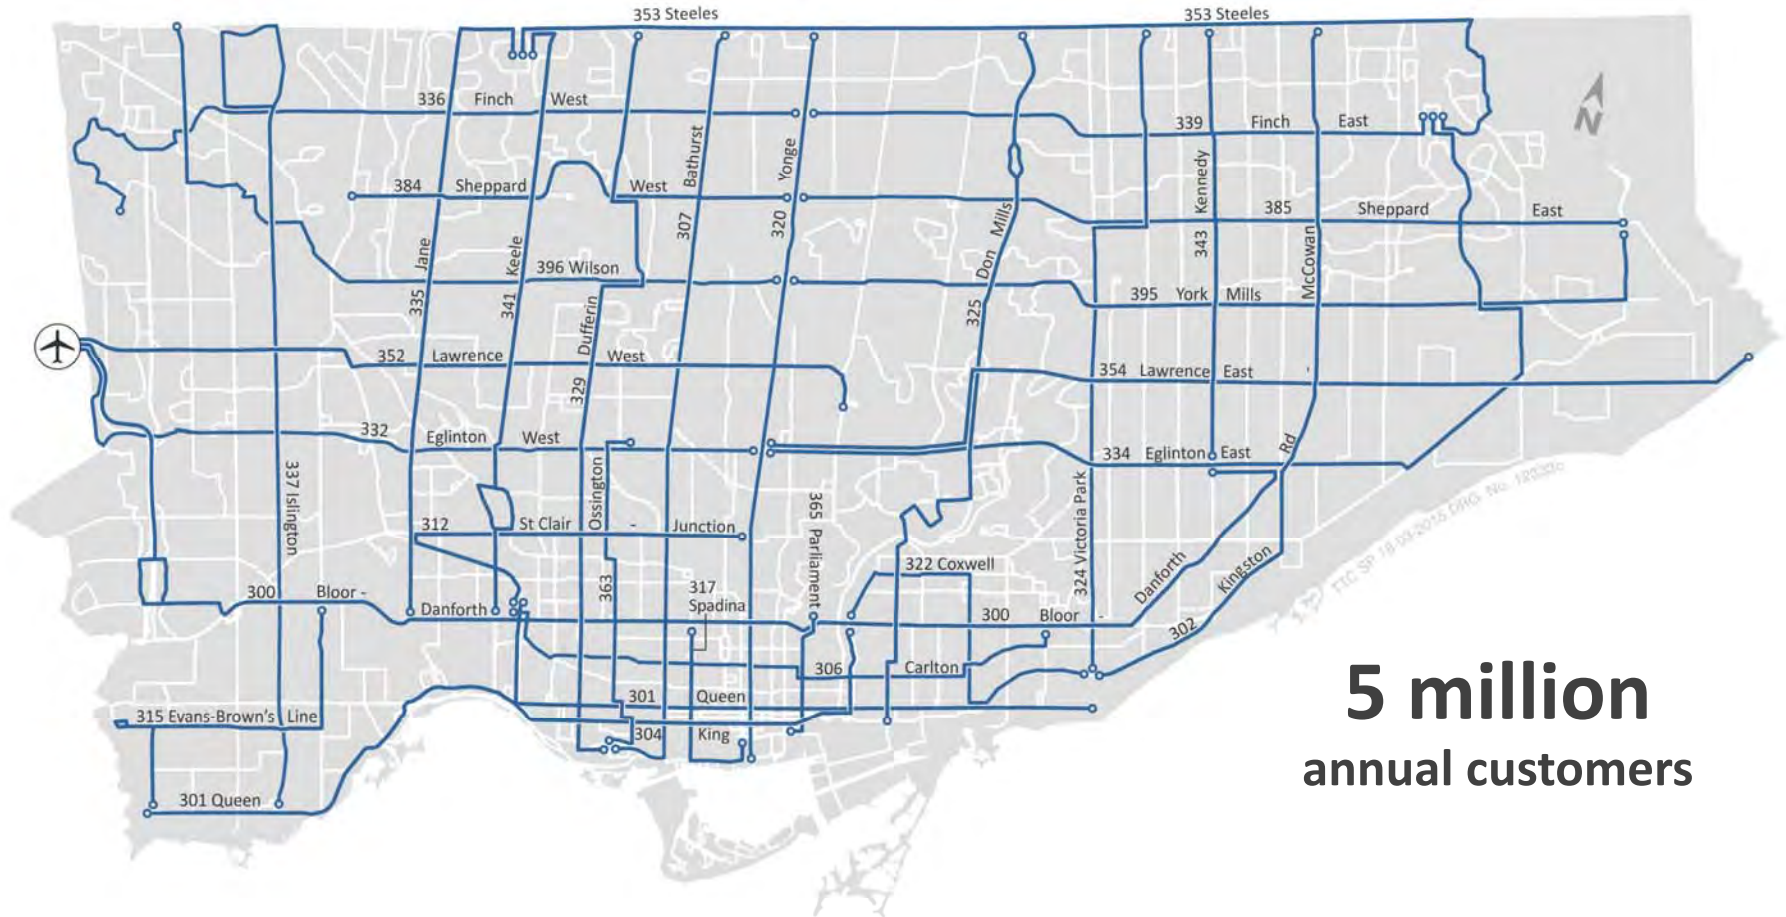 353 Steeles
353 Steeles
336 Finch West
339 Finch East
384 Sheppard West
385 Sheppard East
335 Jane
341 Keele
396 Wilson
329 Dufferin
307 Bathurst
320 Yonge
325 Don Mills
343 Kennedy
McCowan Rd
395 York Mills
N
352 Lawrence West
354 Lawrence East -
332 Eglinton West
334 Eglinton East
337 Islington
363 Ossington
365 Parliament
324 Victoria Park
312 St Clair - Junction
322 Coxwell
317
Spadina
300 Bloor - Danforth
300 Bloor - Danforth
302 Kingston
306 Carlton
301 Queen
304 King
315 Evans-Brown's Line
301 Queen
5 million
annual customers